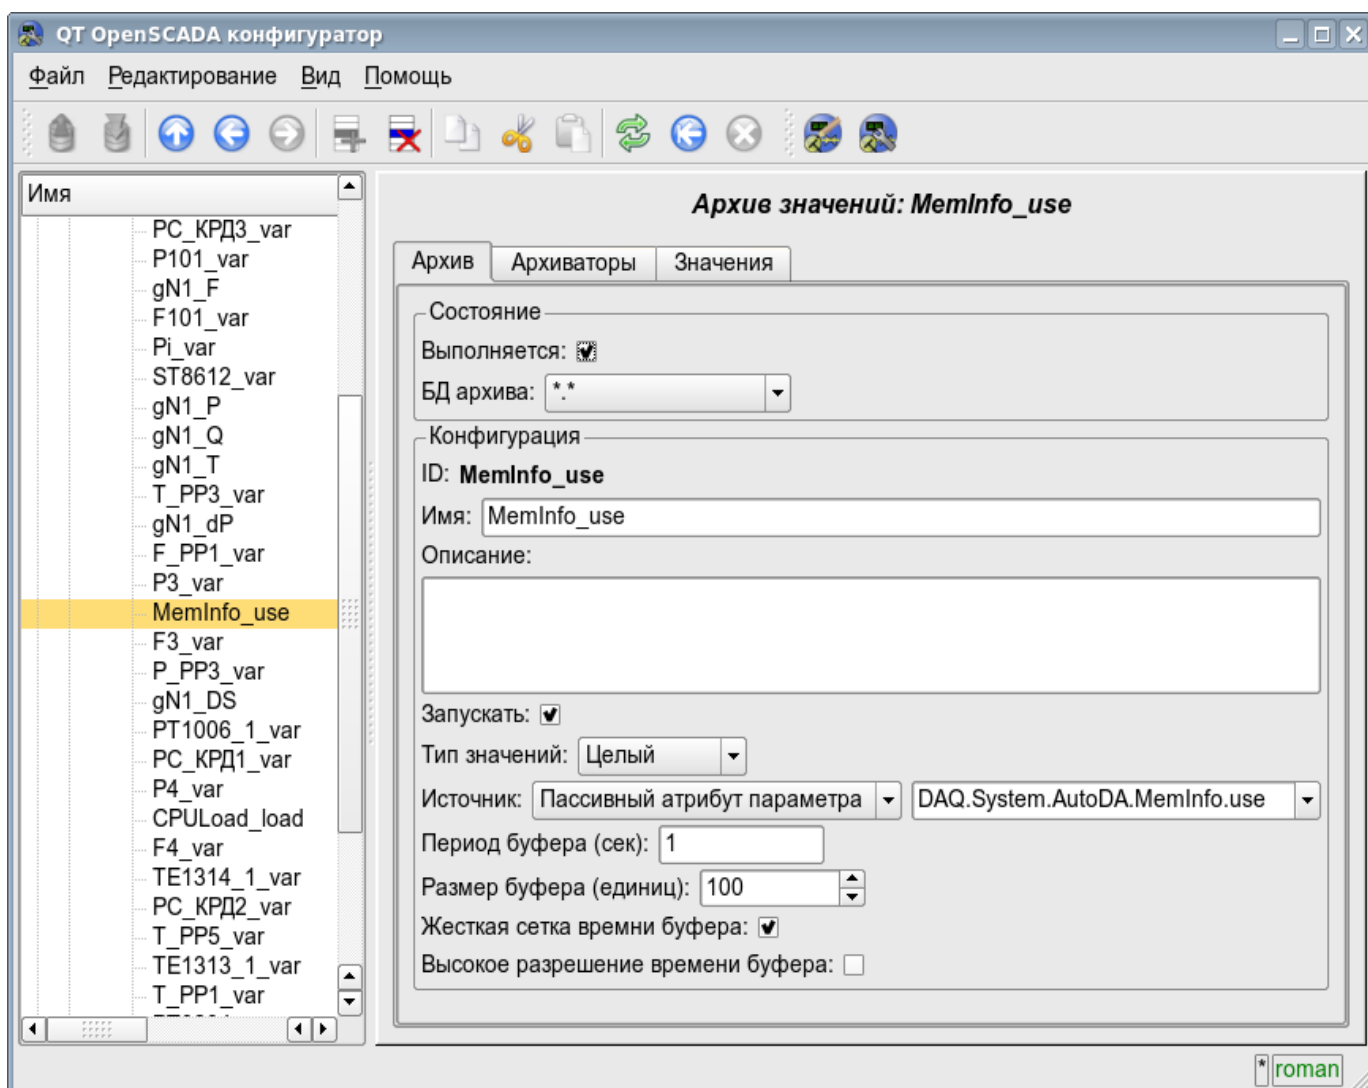 QT OpenSCADA конфигуратор
Файл Редактирование Вид Помощь
Имя
PC_КРД3_var
P101_var
gN1_F
F101_var
Pi_var
ST8612_var
gN1_P
gN1_Q
gN1_T
T_PP3_var
gN1_dP
F_PP1_var
P3_var
MemInfo_use
F3_var
P_PP3_var
gN1_DS
PT1006_1_var
PC_КРД1_var
P4_var
CPULoad_load
F4_var
TE1314_1_var
PC_КРД2_var
T_PP5_var
TE1313_1_var
T_PP1_var
Архив значений: MemInfo_use
Архив Архиваторы Значения
Состояние
Выполняется:
БД архива: *.*
Конфигурация
ID: MemInfo_use
Имя: MemInfo_use
Описание:
Запускать:
Тип значений: Целый
Источник: Пассивный атрибут параметра DAQ.System.AutoDA.MemInfo.use
Период буфера (сек): 1
Размер буфера (единиц): 100
Жесткая сетка времни буфера:
Высокое разрешение времени буфера:
* roman